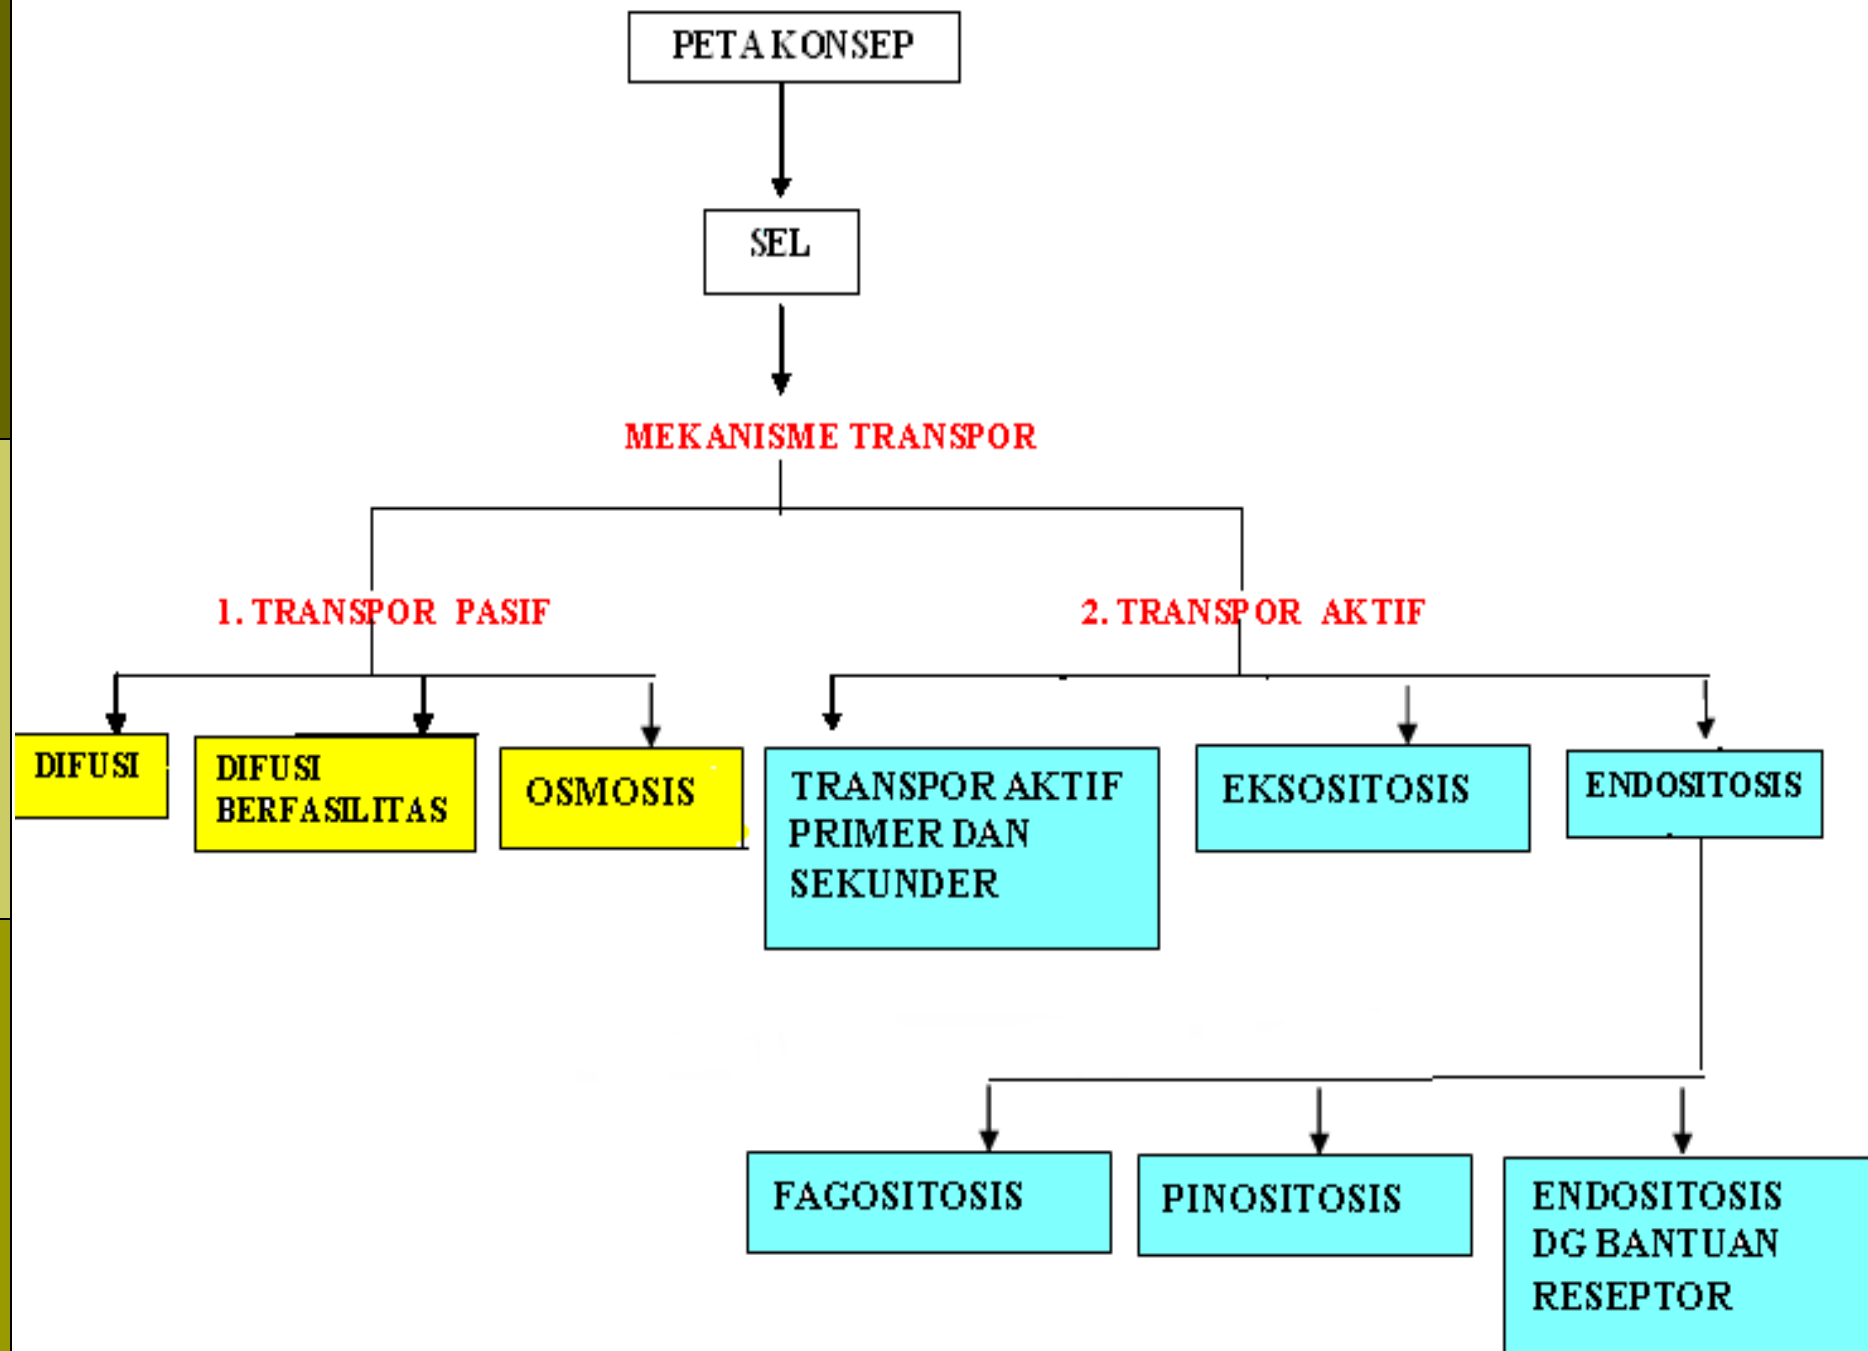 PETA KONSEP
SEL
MEKANISME TRANSPOR
1. TRANSPOR PASIF
2. TRANSPOR AKTIF
DIFUSI
DIFUSI
BERFASILITAS
OSMOSIS
TRANSPOR AKTIF
PRIMER DAN
SEKUNDER
EKSOSITOSIS
ENDOSITOSIS
FAGOSITOSIS
PINOSITOSIS
ENDOSITOSIS
DG BANTUAN
RESEPTOR